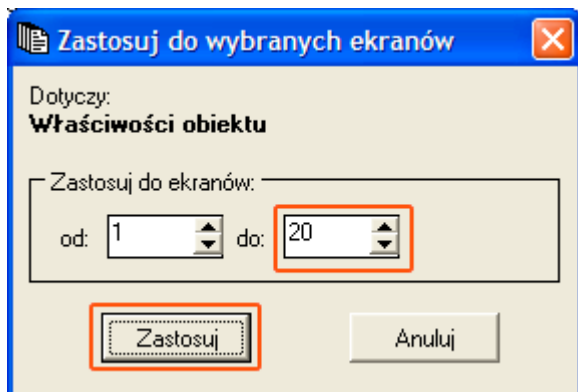 Zastosuj do wybranych ekranów
Dotyczy:
Właściwości obiektu
Zastosuj do ekranów:
od: 1 do: 20
Zastosuj Anuluj